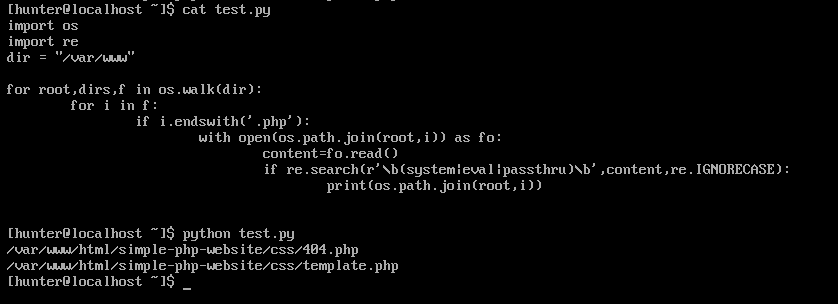 [hunter@localhost ~]$ cat test.py
import os
import re
dir = "/var/www"

for root,dirs,f in os.walk(dir):
        for i in f:
                if i.endswith('.php'):
                        with open(os.path.join(root,i)) as fo:
                                content=fo.read()
                                if re.search(r'\b(system|eval|passthru)\b',content,re.IGNORECASE):
                                        print(os.path.join(root,i))

[hunter@localhost ~]$ python test.py
/var/www/html/simple-php-website/css/404.php
/var/www/html/simple-php-website/css/template.php
[hunter@localhost ~]$ _